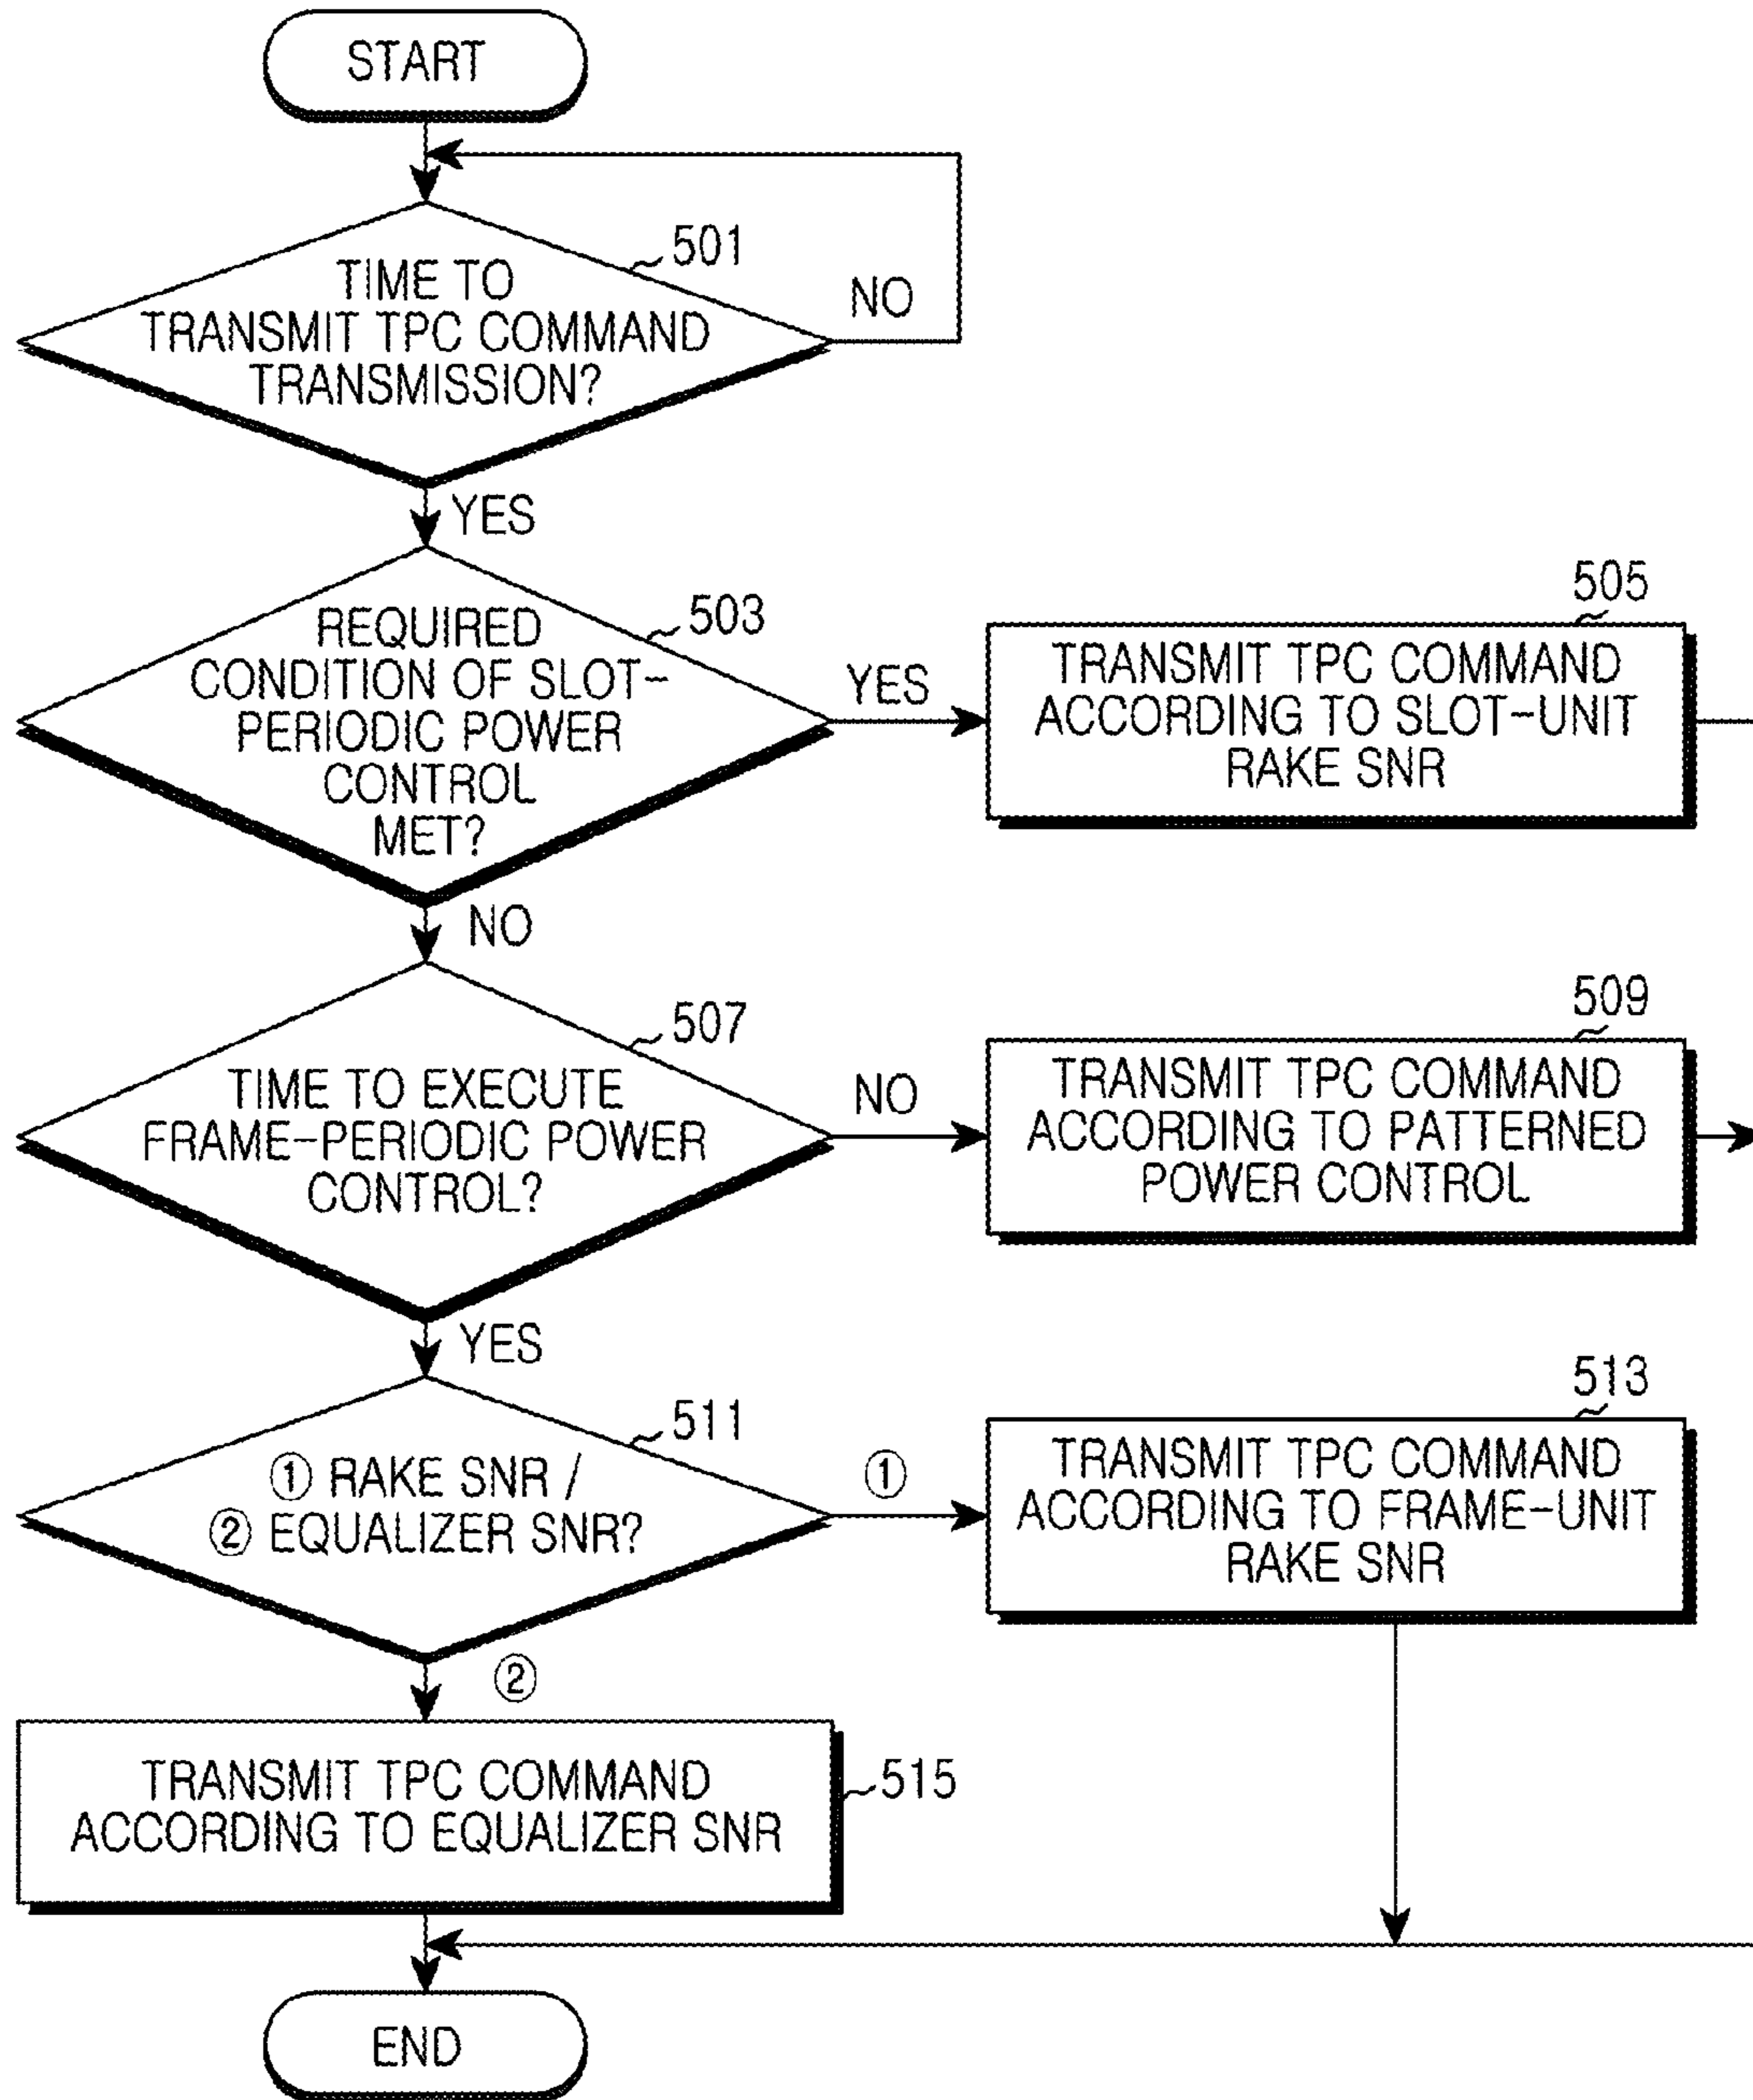 START
501
TIME TO
TRANSMIT TPC COMMAND
TRANSMISSION?
NO
YES
503
REQUIRED
CONDITION OF SLOT-
PERIODIC POWER
CONTROL
MET?
YES
505
TRANSMIT TPC COMMAND
ACCORDING TO SLOT-UNIT
RAKE SNR
NO
507
TIME TO EXECUTE
FRAME-PERIODIC POWER
CONTROL?
NO
509
TRANSMIT TPC COMMAND
ACCORDING TO PATTERNED
POWER CONTROL
YES
511
① RAKE SNR /
② EQUALIZER SNR?
①
513
TRANSMIT TPC COMMAND
ACCORDING TO FRAME-UNIT
RAKE SNR
②
TRANSMIT TPC COMMAND
ACCORDING TO EQUALIZER SNR
515
END